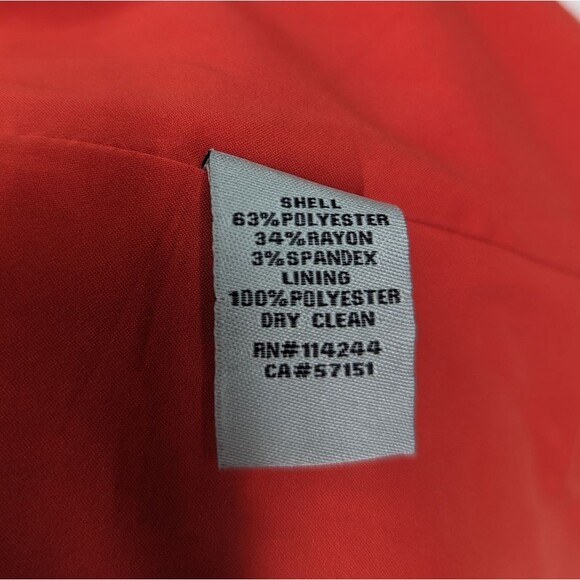 SHELL
63%POLYESTER
34%RAYON
3%SPANDEX
LINING
100%POLYESTER
DRY CLEAN
RN#114244
CA#57151